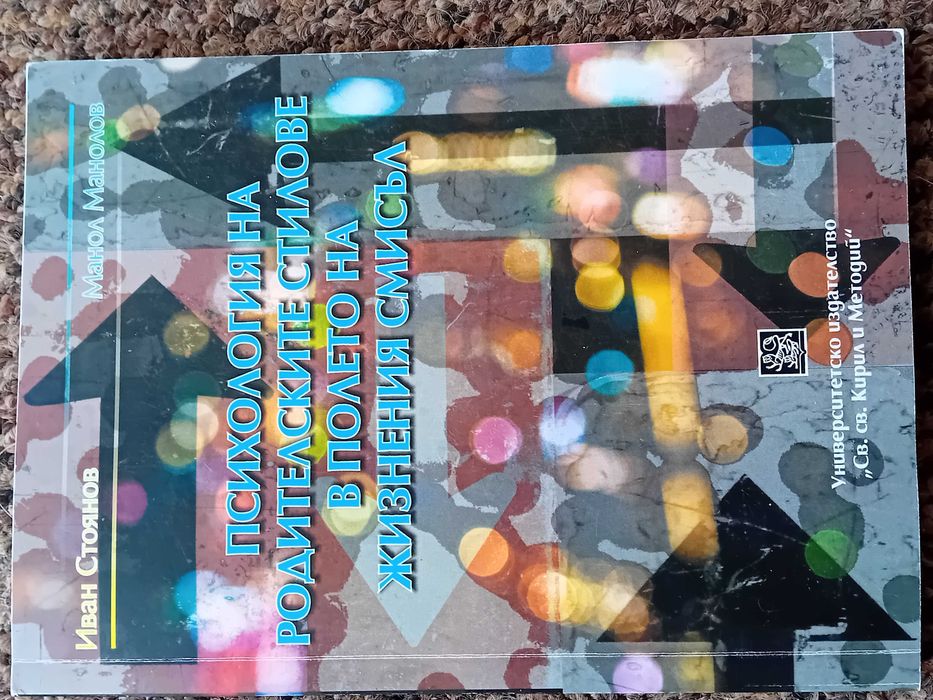 Иван Стоянов
Манол Манолов
ПСИХОЛОГИЯ НА
РОДИТЕЛСКИТЕ СТИЛОВЕ
В ПОЛЕТО НА
ЖИЗНЕНИЯ СМИСЪЛ
Университетско издателство
„Св. св. Кирил и Методий“